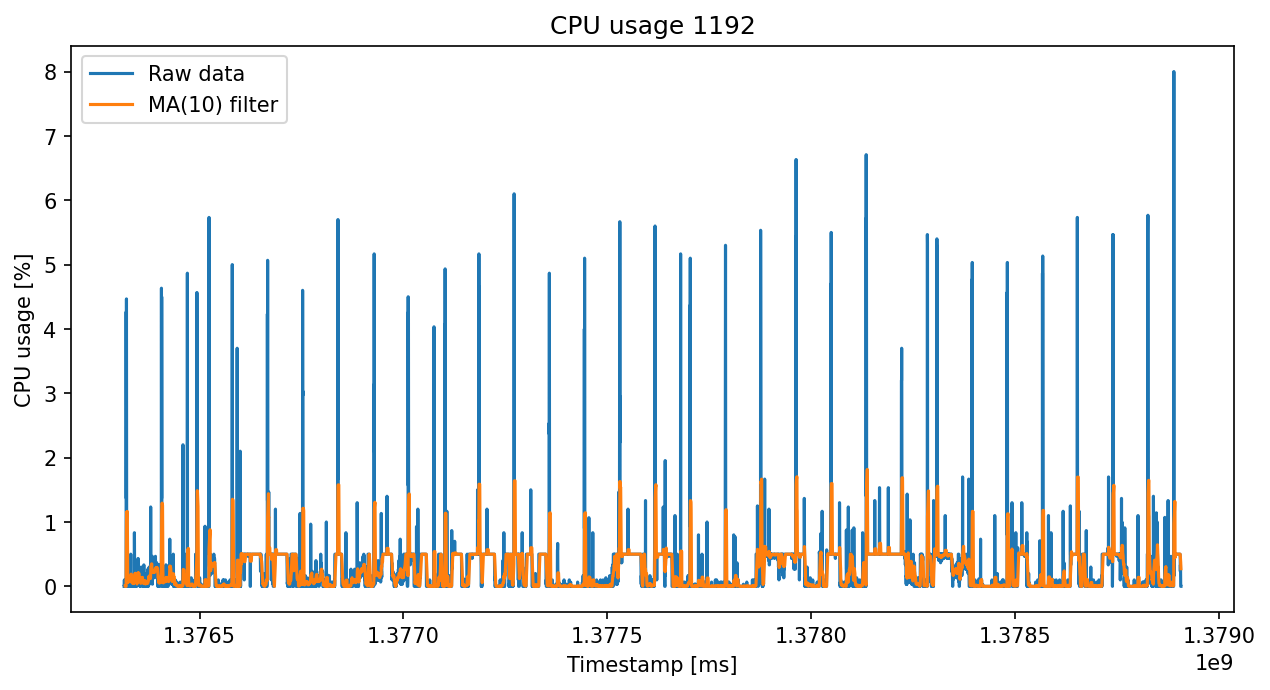 CPU usage 1192
Raw data
MA(10) filter
CPU usage [%]
8
7
6
5
4
3
2
1
0
1.3765 1.3770 1.3775 1.3780 1.3785 1.3790
1e9
Timestamp [ms]